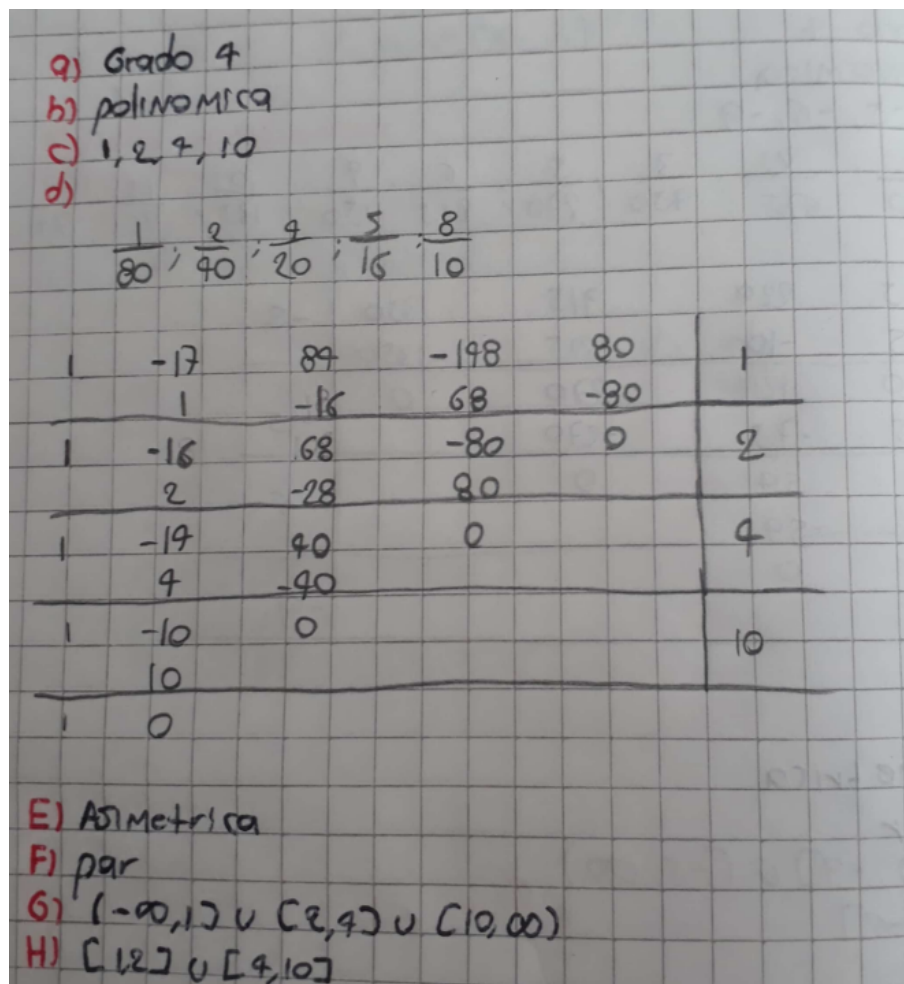 a) Grado 4
b) polinomica
c) 1, 2, 4, 10
d)
1/80 ; 2/40 ; 4/20 ; 5/16 ; 8/10
1 -17 84 -148 80 | 1
1 -16 68 -80
1 -16 68 -80 0 | 2
2 -28 80
1 -14 40 0 | 4
4 -40
1 -10 0 | 10
10
1 0
E) Asimetrica
F) par
G) (-∞, 1] ∪ [2, 4] ∪ [10, ∞)
H) [1,2] ∪ [4, 10]